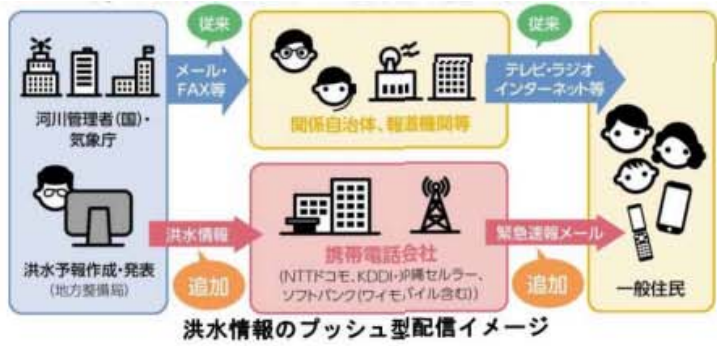 従来
従来
メール・
FAX等
テレビ・ラジオ
インターネット等
河川管理者(国)・
気象庁
関係自治体、報道機関等
洪水情報
緊急速報メール
携帯電話会社
(NTTドコモ、KDDI・沖縄セルラー、
ソフトバンク(ワイモバイル含む))
洪水予報作成・発表
(地方整備局)
追加
追加
一般住民
洪水情報のプッシュ型配信イメージ